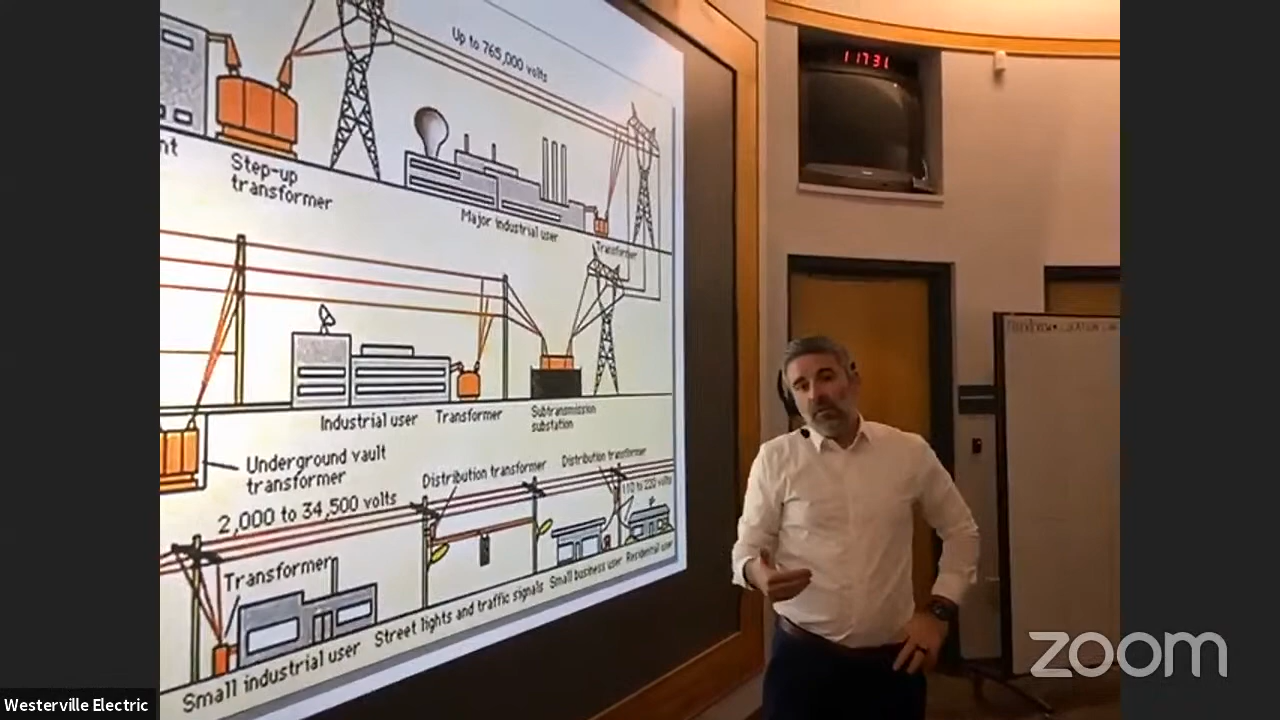 Up to 765,000 volts
11731
nt
Step-up
transformer
Major industrial user
Transformer
Industrial user
Transformer
Subtransmission
substation
Underground vault
transformer
Distribution transformer
Distribution transformer
2,000 to 34,500 volts
110 to 220 volts
Transformer
Small industrial user
Street lights and traffic signals
Small business user
Residential user
Westerville Electric
zoom